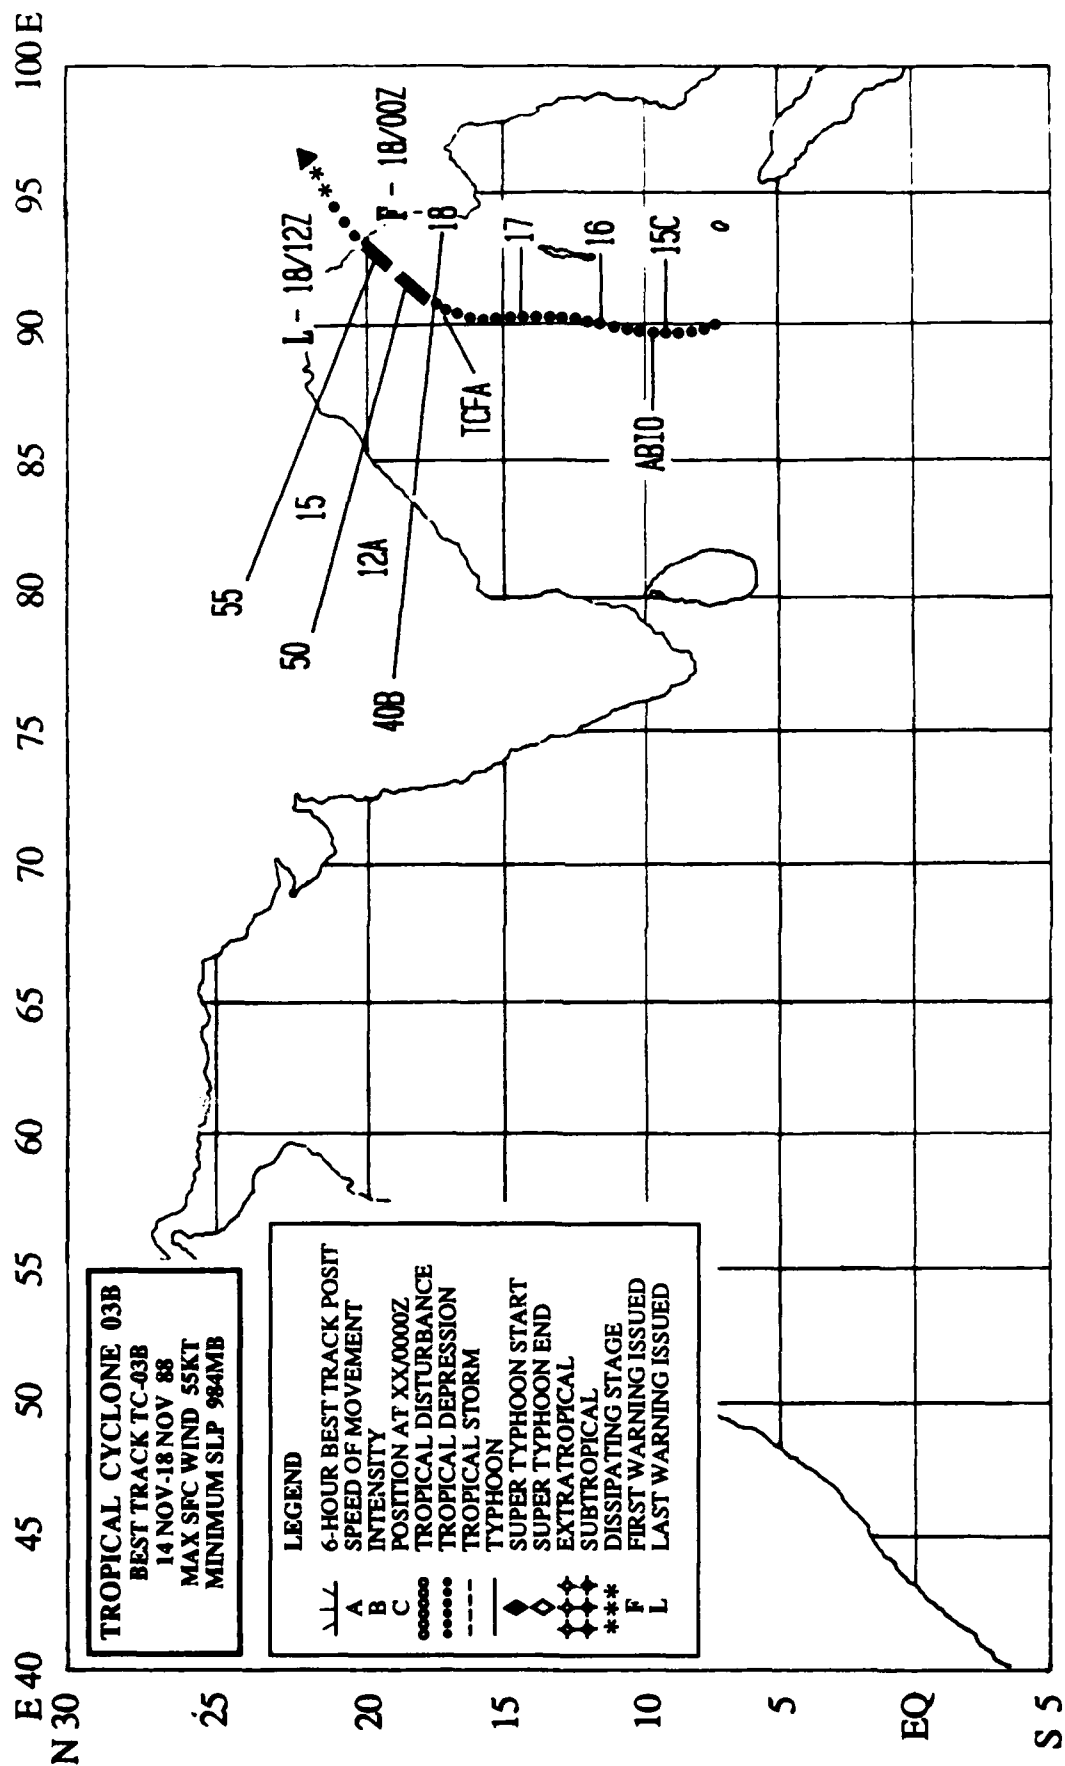 TROPICAL CYCLONE 03B
BEST TRACK TC-03B
14 NOV-18 NOV 88
MAX SFC WIND 55KT
MINIMUM SLP 984MB
LEGEND
6-HOUR BEST TRACK POSIT
A SPEED OF MOVEMENT
B INTENSITY
C POSITION AT XX/0000Z
TROPICAL DISTURBANCE
TROPICAL DEPRESSION
TROPICAL STORM
TYPHOON
SUPER TYPHOON START
SUPER TYPHOON END
EXTRATROPICAL
SUBTROPICAL
*** DISSIPATING STAGE
F FIRST WARNING ISSUED
L LAST WARNING ISSUED
E 40 45 50 55 60 65 70 75 80 85 90 95 100 E
N 30
25
20
15
10
5
EQ
S 5
L - 18/12Z
F - 18/00Z
55
15
50
12A
40B
18
TCFA
17
16
15C
ABIO